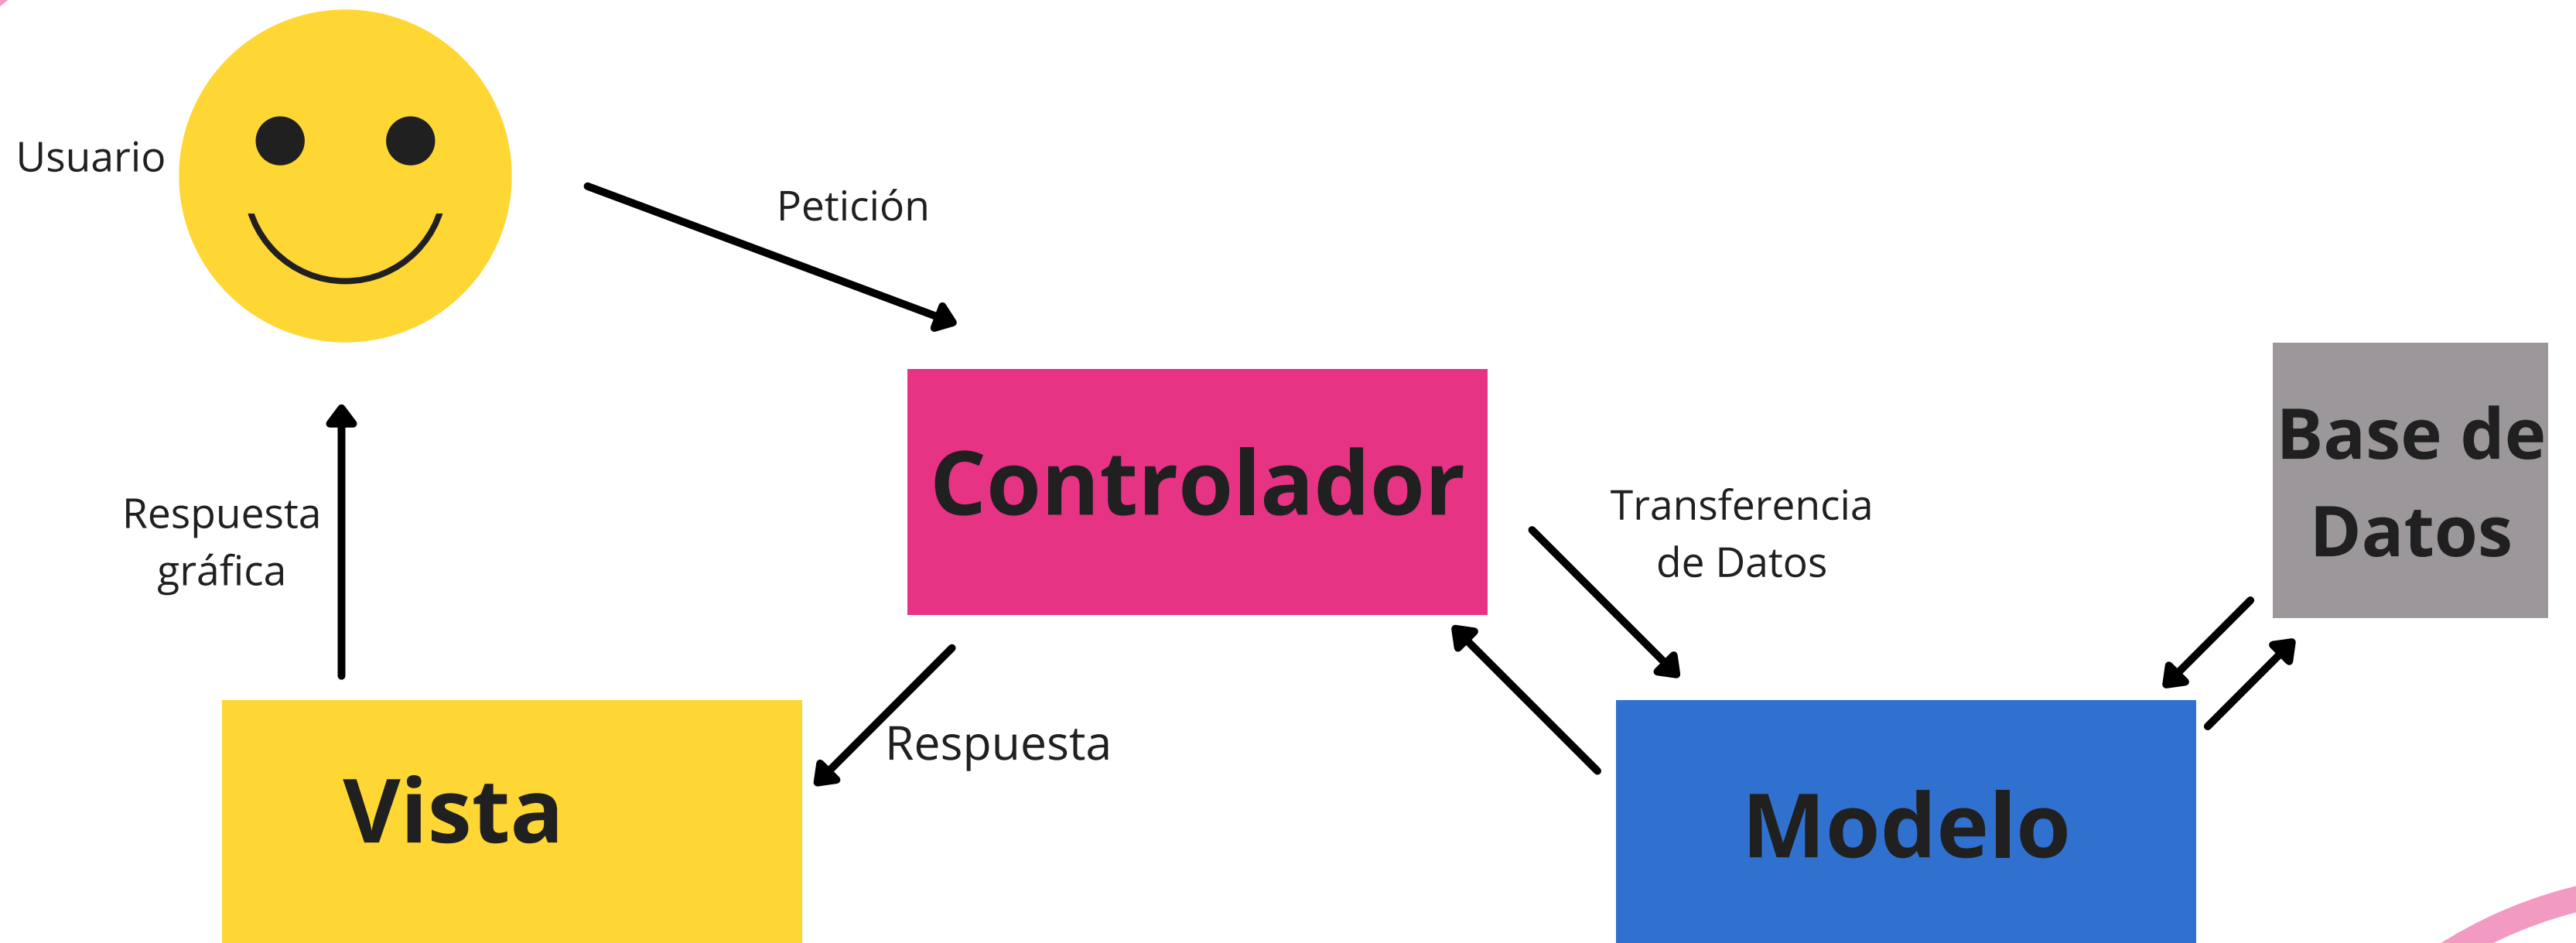 Usuario
Petición
Controlador
Base de
Datos
Respuesta
gráfica
Transferencia
de Datos
Respuesta
Vista
Modelo